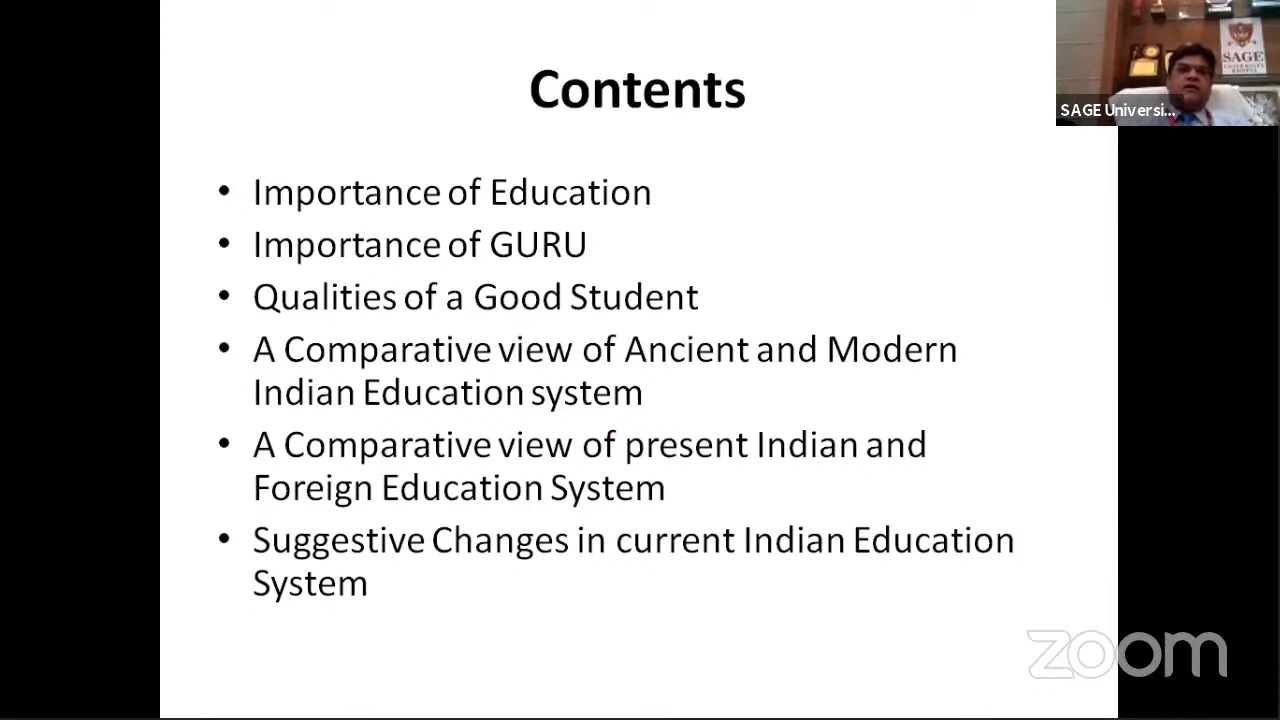 Contents
• Importance of Education
• Importance of GURU
• Qualities of a Good Student
• A Comparative view of Ancient and Modern
Indian Education system
• A Comparative view of present Indian and
Foreign Education System
• Suggestive Changes in current Indian Education
System
SAGE
SAGE Universi...
zoom